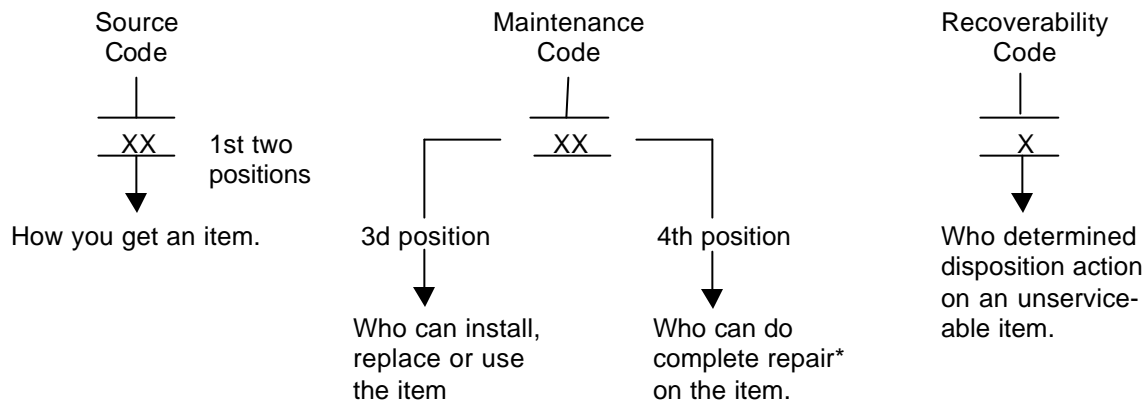 Source
Code
XX
1st two
positions
How you get an item.
Maintenance
Code
XX
3d position
4th position
Who can install,
replace or use
the item
Who can do
complete repair*
on the item.
Recoverability
Code
X
Who determined
disposition action
on an unservice-
able item.